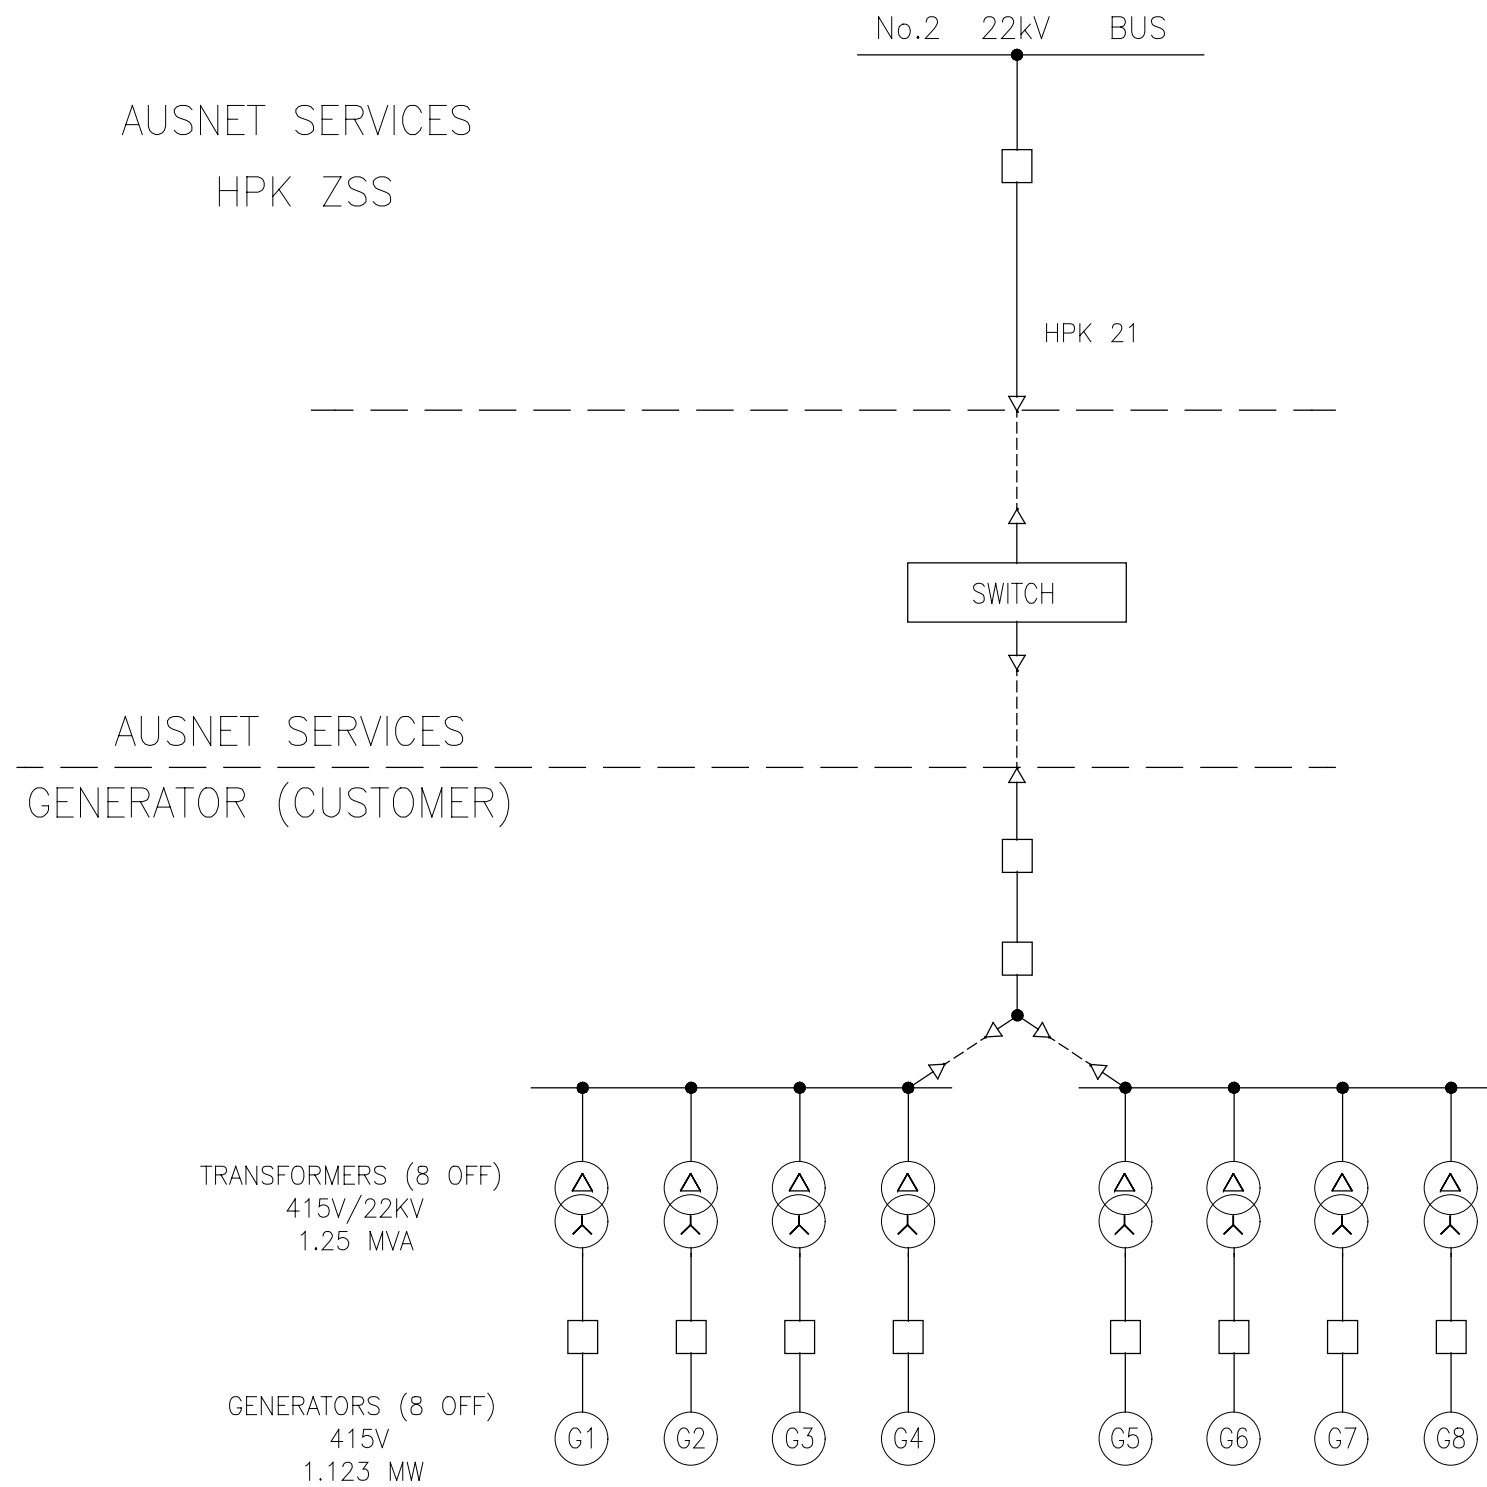 No.2 22kV BUS
AUSNET SERVICES
HPK ZSS
HPK 21
SWITCH
AUSNET SERVICES
GENERATOR (CUSTOMER)
TRANSFORMERS (8 OFF)
415V/22KV
1.25 MVA
GENERATORS (8 OFF)
415V
1.123 MW
G1 G2 G3 G4 G5 G6 G7 G8